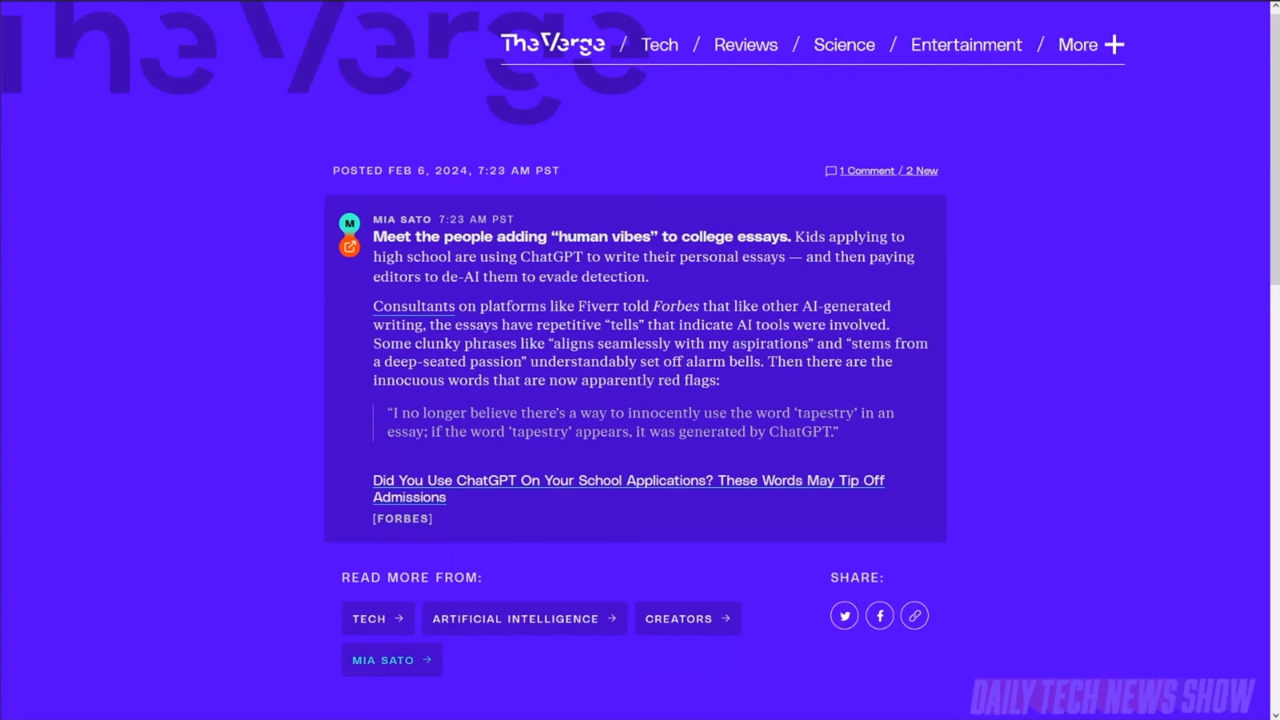 TheVerge
TheVerge / Tech / Reviews / Science / Entertainment / More
POSTED FEB 6, 2024, 7:23 AM PST
1 Comment / 2 New
M
MIA SATO 7:23 AM PST
Meet the people adding “human vibes” to college essays. Kids applying to
high school are using ChatGPT to write their personal essays — and then paying
editors to de-AI them to evade detection.
Consultants on platforms like Fiverr told Forbes that like other AI-generated
writing, the essays have repetitive “tells” that indicate AI tools were involved.
Some clunky phrases like “aligns seamlessly with my aspirations” and “stems from
a deep-seated passion” understandably set off alarm bells. Then there are the
innocuous words that are now apparently red flags:
“I no longer believe there’s a way to innocently use the word ‘tapestry’ in an
essay; if the word ‘tapestry’ appears, it was generated by ChatGPT.”
Did You Use ChatGPT On Your School Applications? These Words May Tip Off
Admissions
[FORBES]
READ MORE FROM:
SHARE:
TECH
ARTIFICIAL INTELLIGENCE
CREATORS
MIA SATO
DAILY TECH NEWS SHOW